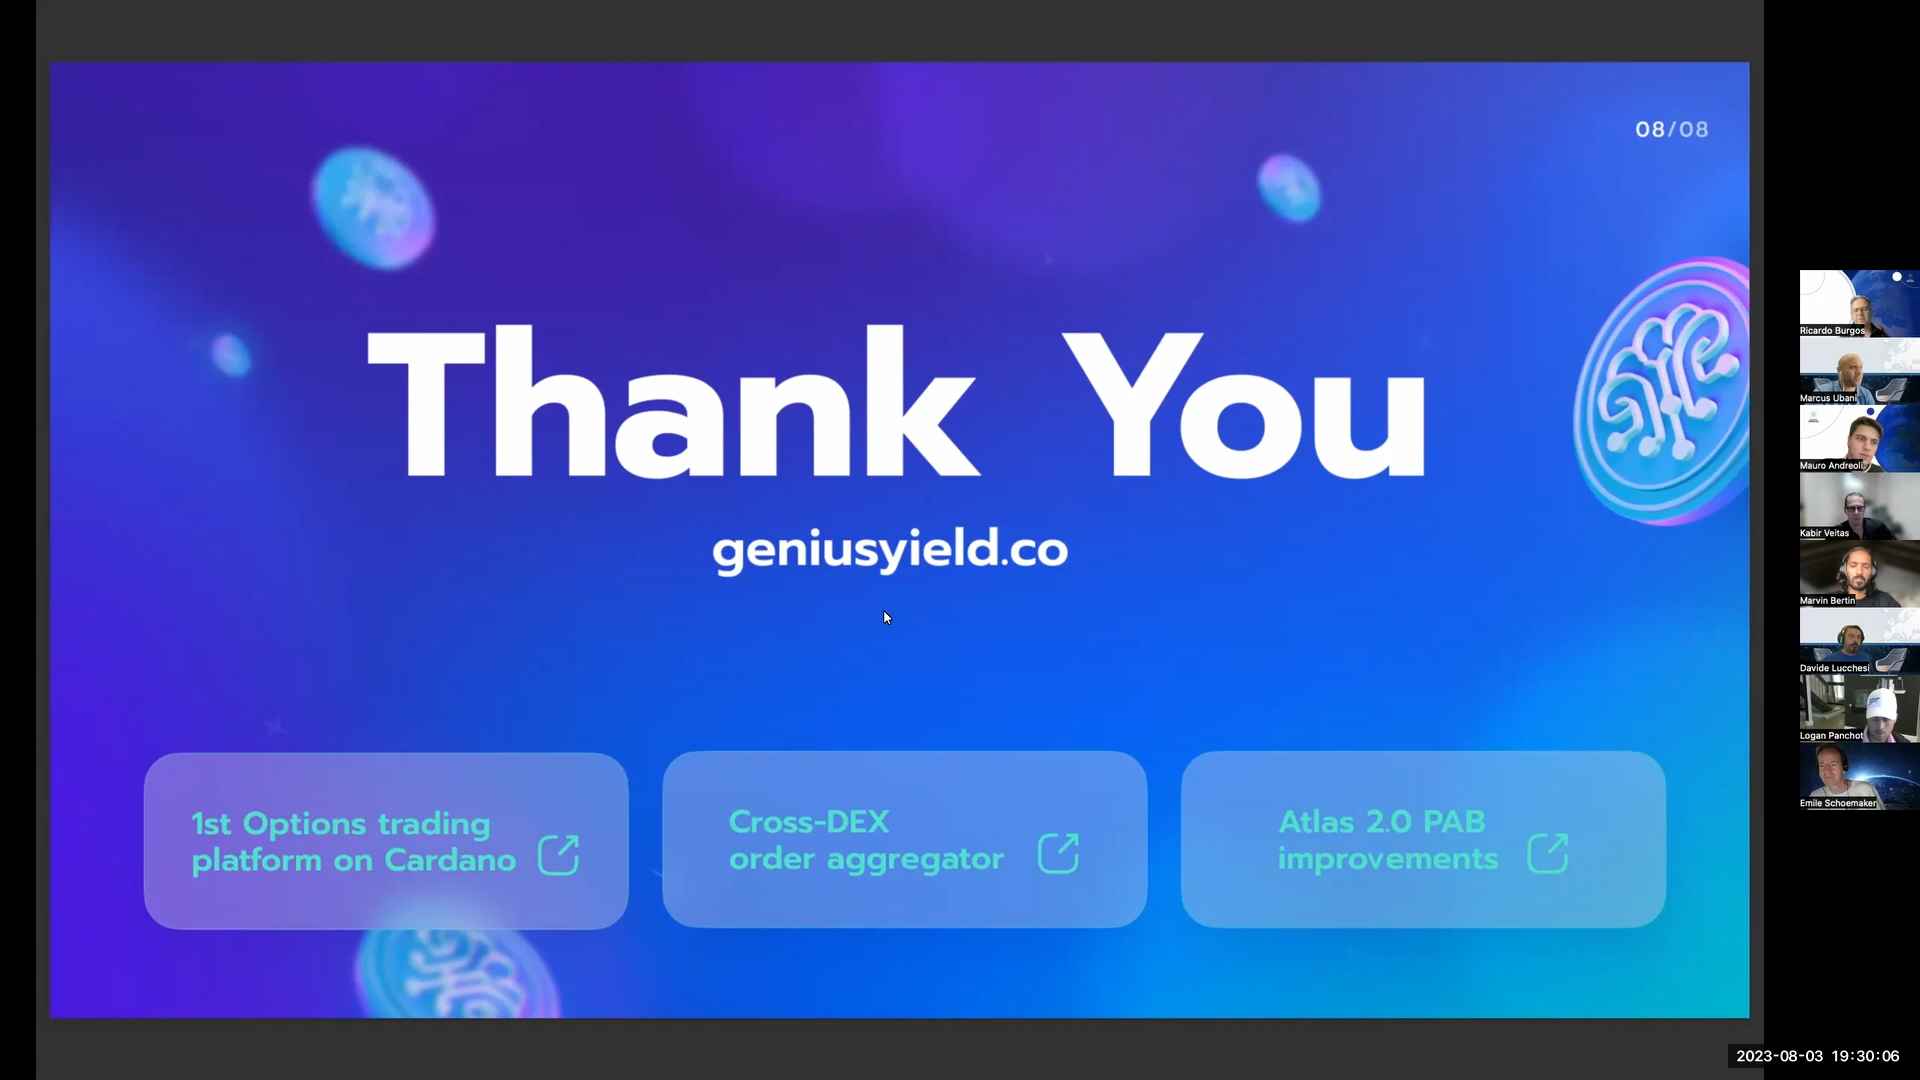 08/08
Thank You
geniusyield.co
1st Options trading
platform on Cardano
Cross-DEX
order aggregator
Atlas 2.0 PAB
improvements
Ricardo Burgos
Marcus Ubani
Mauro Andreoli
Kabir Veitas
Marvin Bertin
Davide Lucchesi
Logan Panchot
Emile Schoemaker
2023-08-03 19:30:06